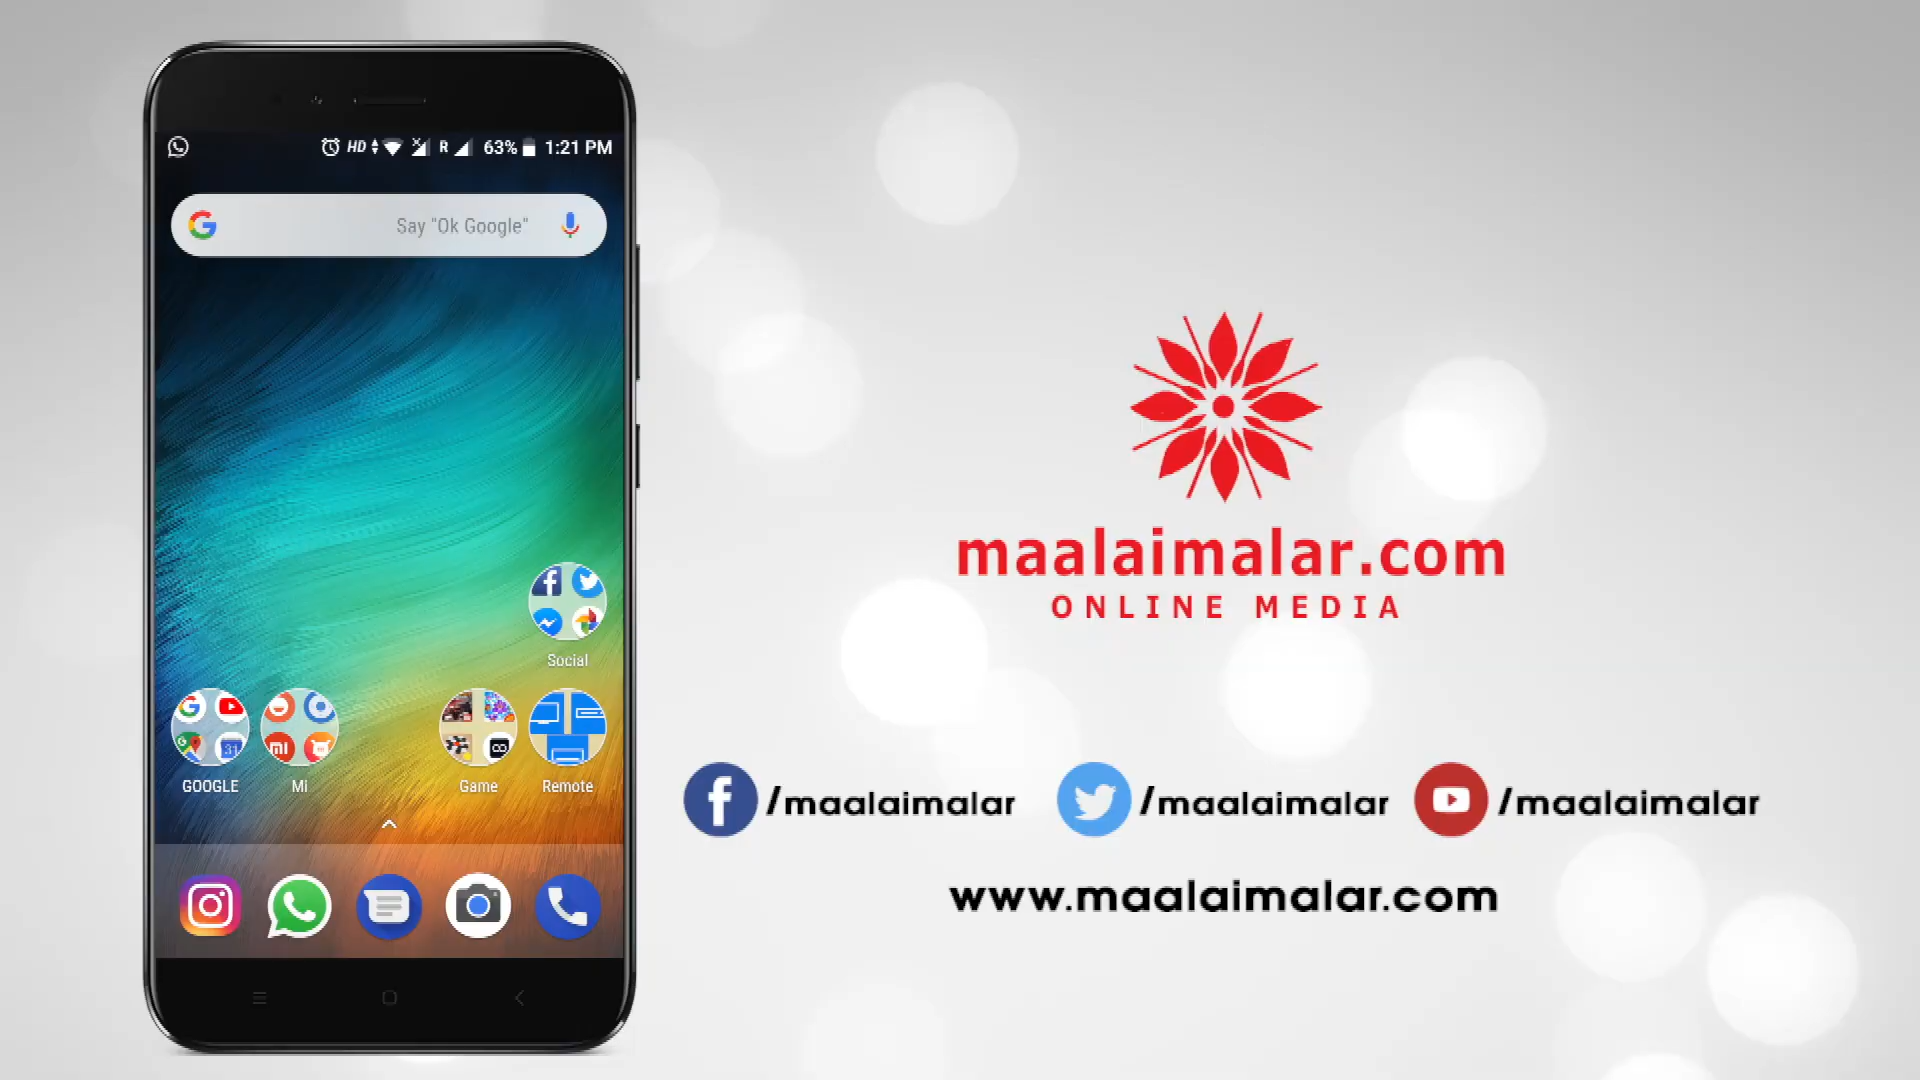 HD R 63% 1:21 PM
Say "Ok Google"
Social
GOOGLE Mi Game Remote
maalaimalar.com
ONLINE MEDIA
/maalaimalar /maalaimalar /maalaimalar
www.maalaimalar.com